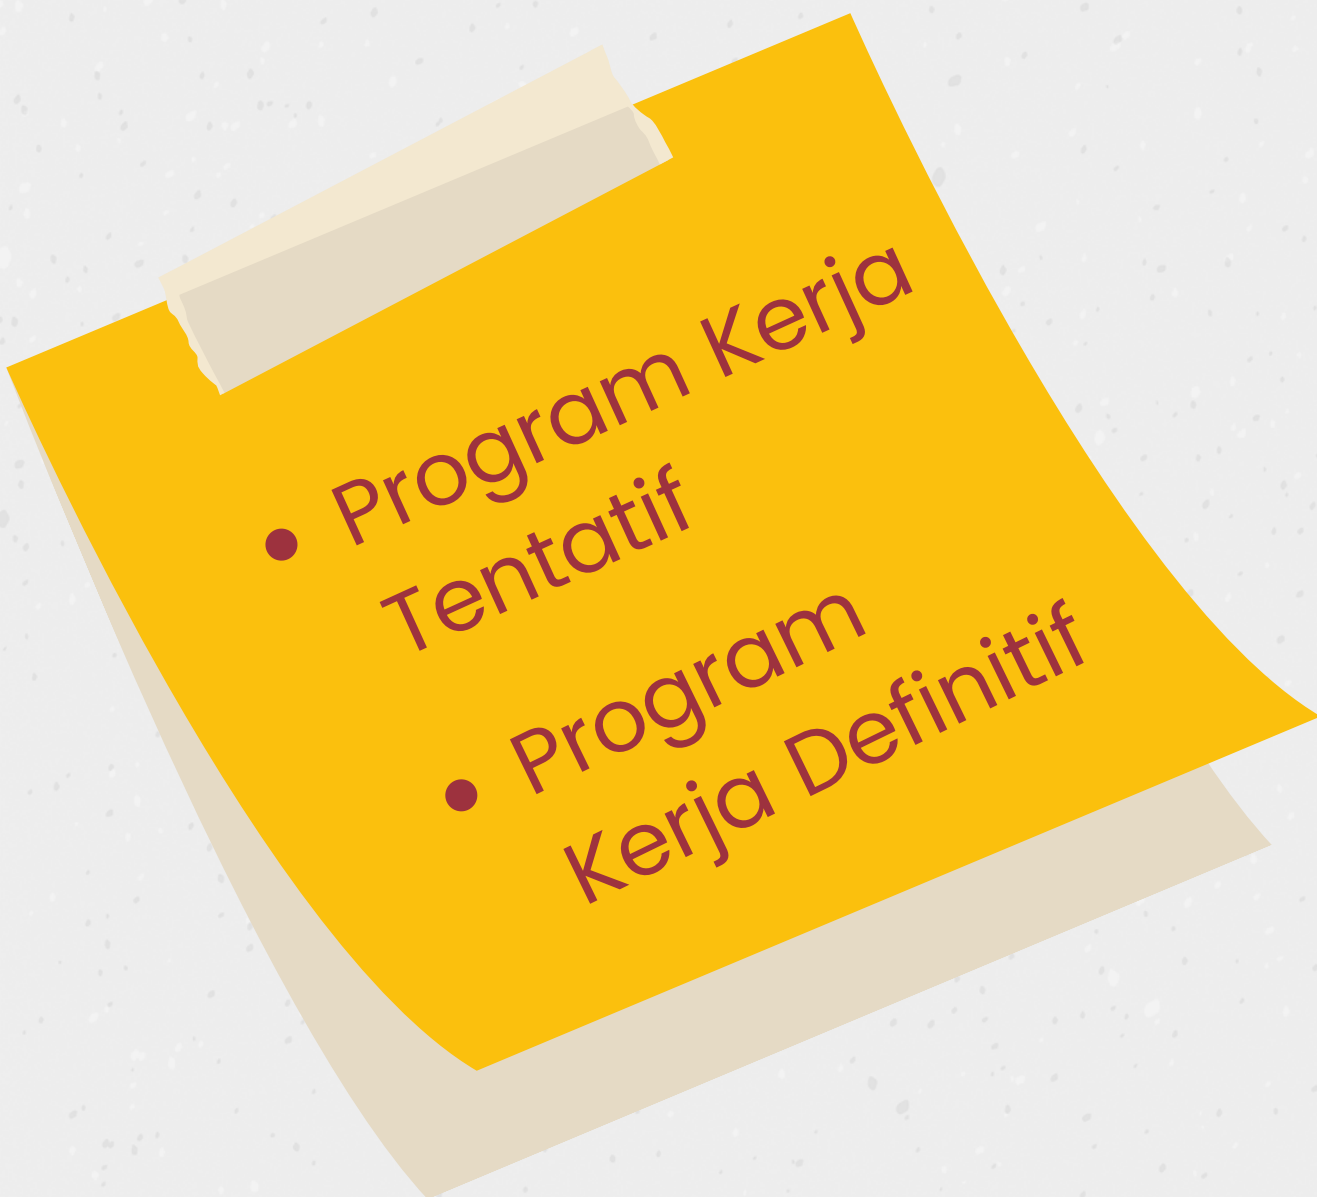 • Program Kerja
Tentatif
• Program
Kerja Definitif